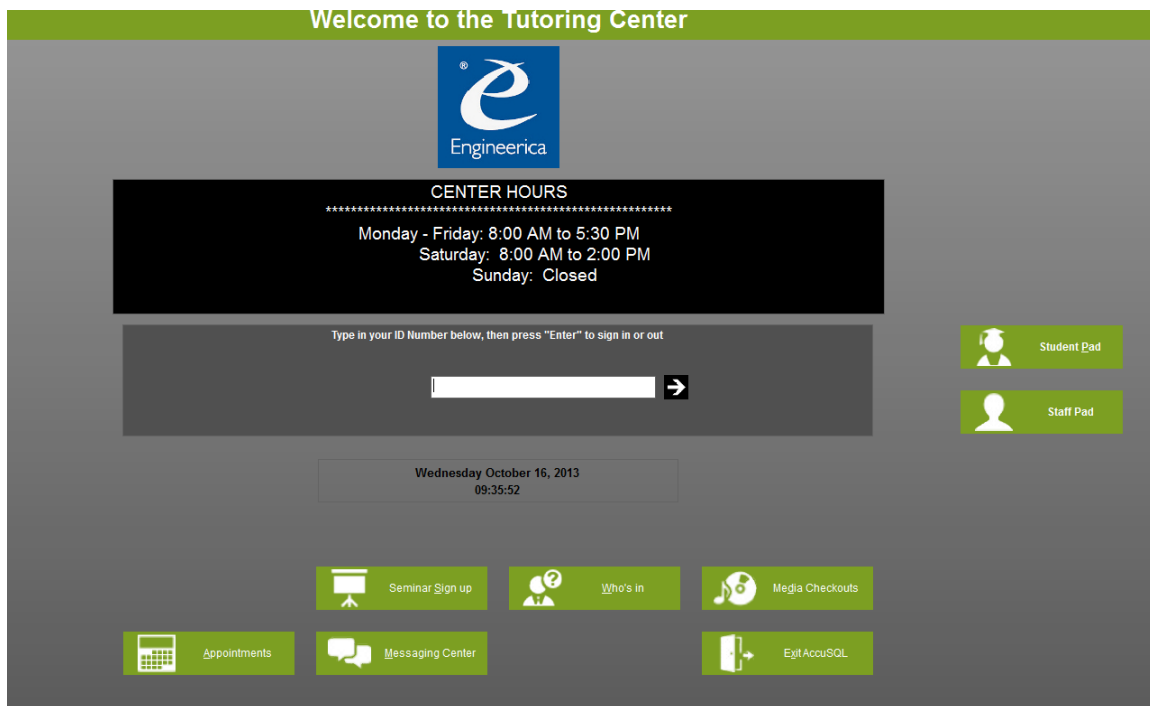 Welcome to the Tutoring Center
®
Engineerica
CENTER HOURS
*******************************************************
Monday - Friday: 8:00 AM to 5:30 PM
Saturday: 8:00 AM to 2:00 PM
Sunday: Closed
Type in your ID Number below, then press "Enter" to sign in or out
Student Pad
Staff Pad
Wednesday October 16, 2013
09:35:52
Seminar Sign up
Who's in
Media Checkouts
Appointments
Messaging Center
Exit AccuSQL